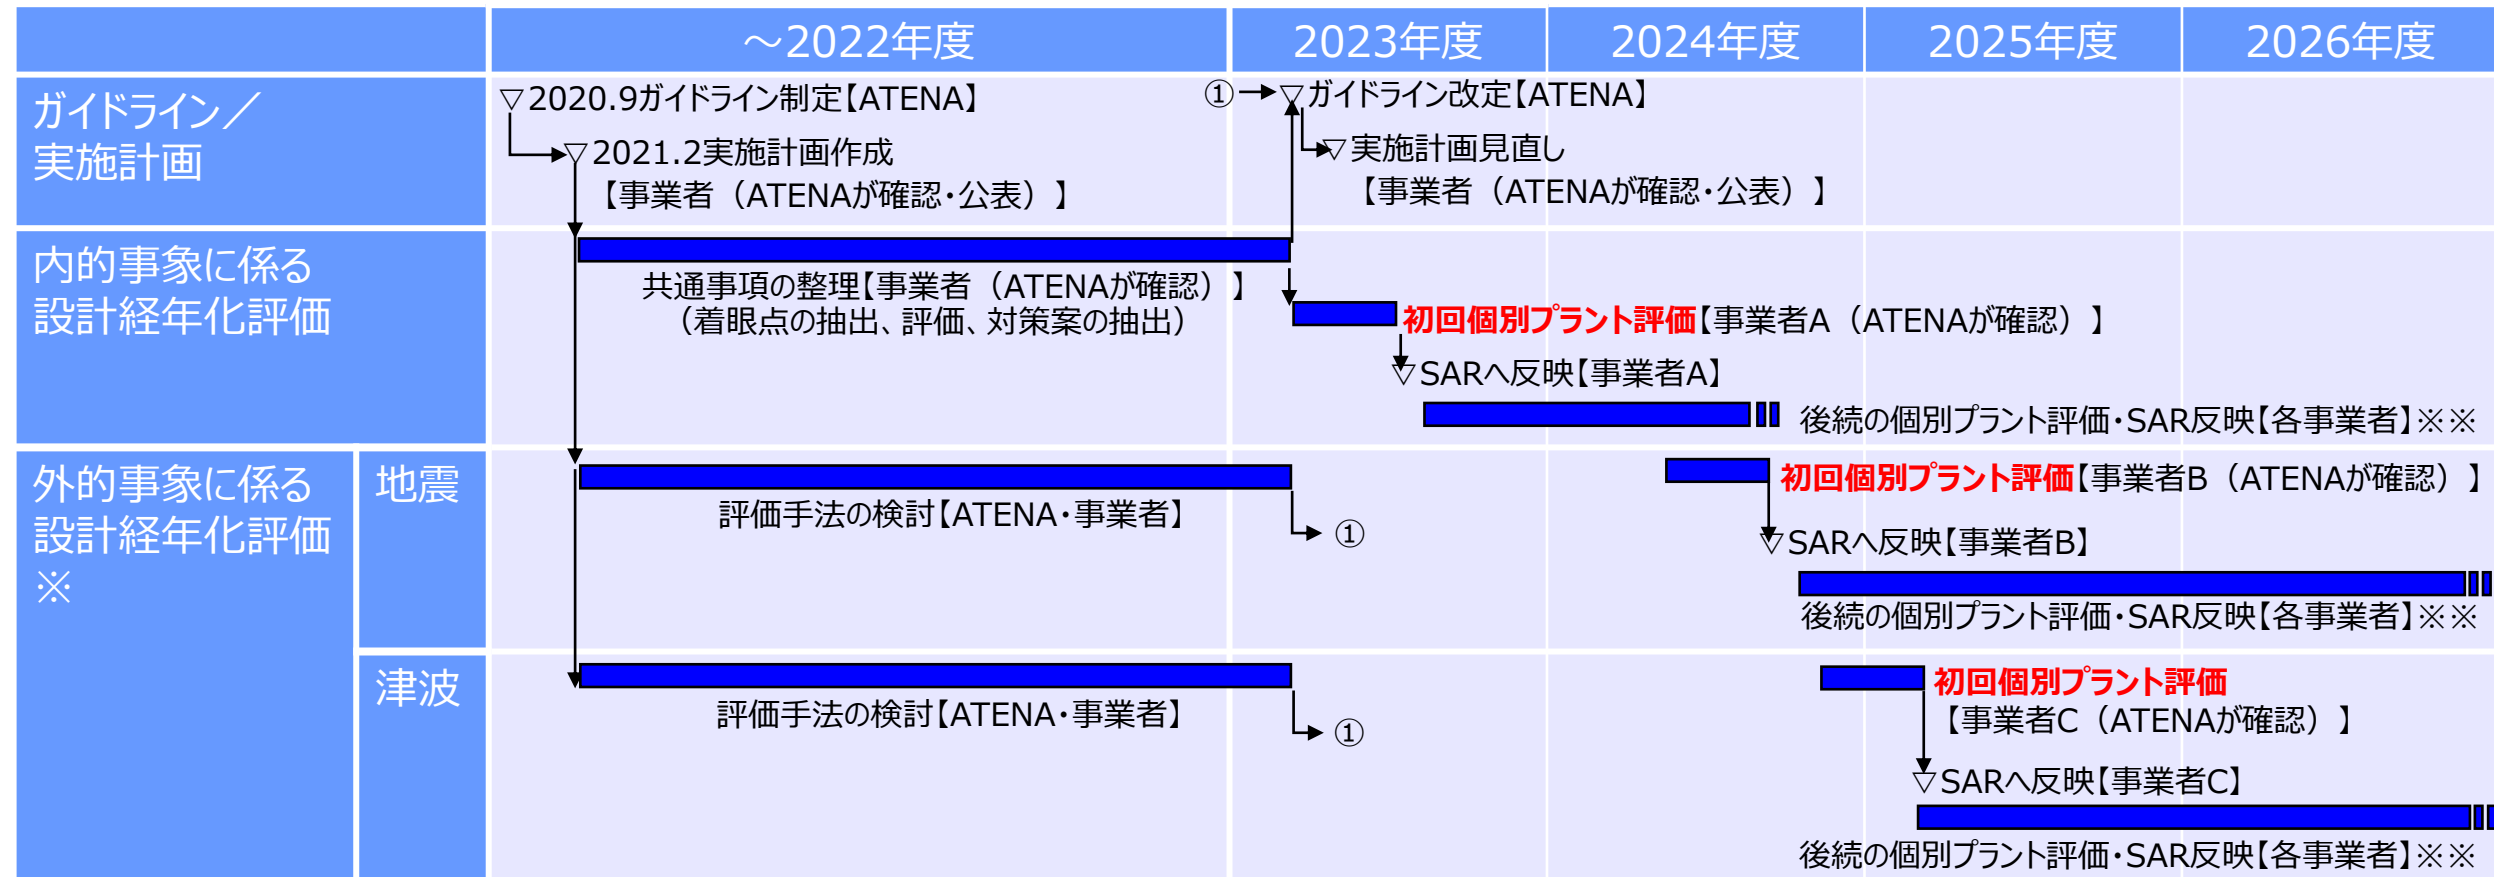 ～2022年度
2023年度
2024年度
2025年度
2026年度
ガイドライン／
実施計画
▽2020.9ガイドライン制定【ATENA】
▽2021.2実施計画作成
【事業者（ATENAが確認・公表）】
①
▽ガイドライン改定【ATENA】
▽実施計画見直し
【事業者（ATENAが確認・公表）】
内的事象に係る
設計経年化評価
共通事項の整理【事業者（ATENAが確認）】
（着眼点の抽出、評価、対策案の抽出）
初回個別プラント評価【事業者A（ATENAが確認）】
▽SARへ反映【事業者A】
後続の個別プラント評価・SAR反映【各事業者】※※
外的事象に係る
設計経年化評価
※
地震
評価手法の検討【ATENA・事業者】
①
初回個別プラント評価【事業者B（ATENAが確認）】
▽SARへ反映【事業者B】
後続の個別プラント評価・SAR反映【各事業者】※※
津波
評価手法の検討【ATENA・事業者】
①
初回個別プラント評価
【事業者C（ATENAが確認）】
▽SARへ反映【事業者C】
後続の個別プラント評価・SAR反映【各事業者】※※